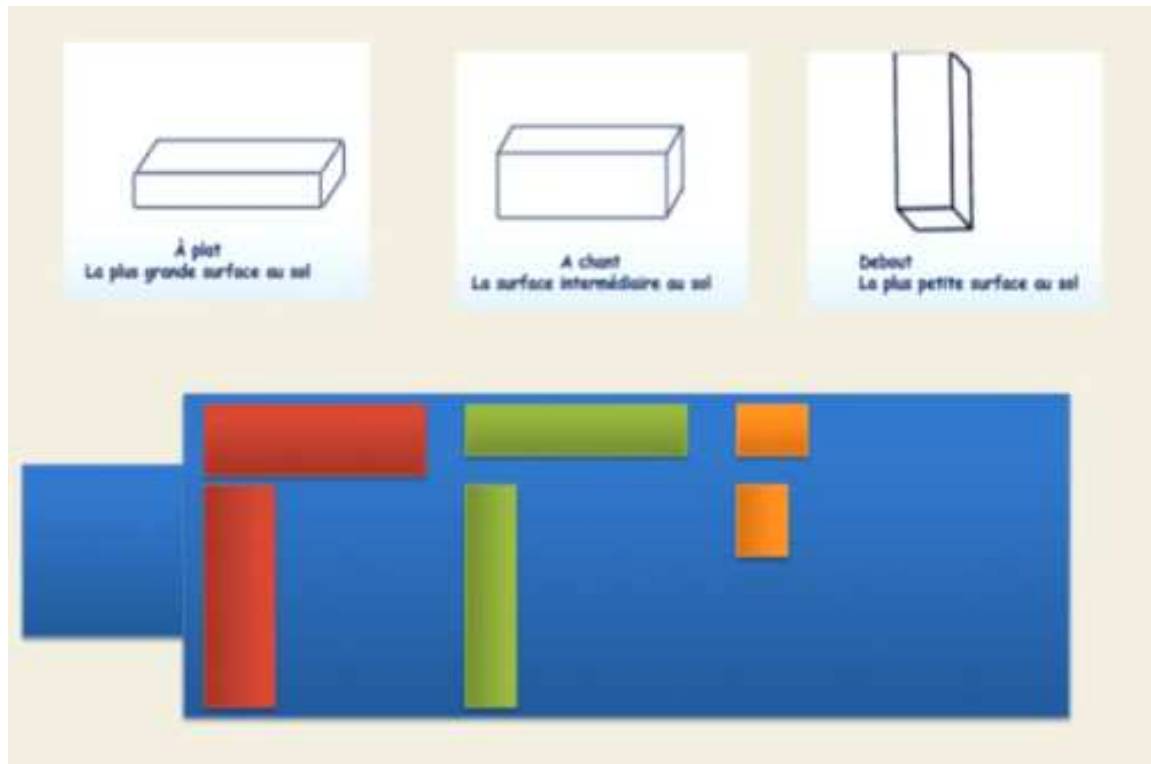 À plat
La plus grande surface au sol
A chant
La surface intermédiaire au sol
Debout
La plus petite surface au sol